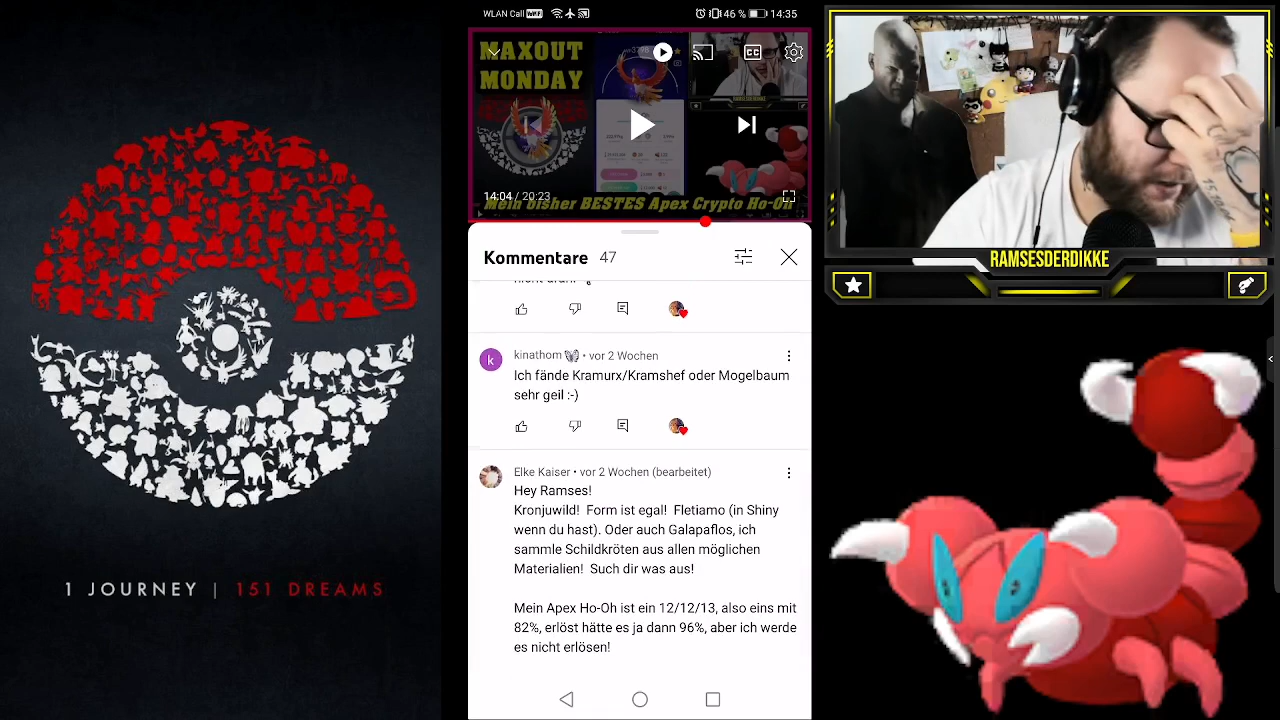 1 JOURNEY | 151 DREAMS
WLAN Call
46 % 14:35
MAXOUT
MONDAY
RAMSESDERDIKKE
14:04 / 20:23
Mein bisher BESTES Apex Crypto Ho-Oh
Kommentare 47
kinathom • vor 2 Wochen
Ich fände Kramurx/Kramshef oder Mogelbaum
sehr geil :-)
Elke Kaiser • vor 2 Wochen (bearbeitet)
Hey Ramses!
Kronjuwild! Form ist egal! Fletiamo (in Shiny
wenn du hast). Oder auch Galapaflos, ich
sammle Schildkröten aus allen möglichen
Materialien! Such dir was aus!
Mein Apex Ho-Oh ist ein 12/12/13, also eins mit
82%, erlöst hätte es ja dann 96%, aber ich werde
es nicht erlösen!
RAMSESDERDIKKE